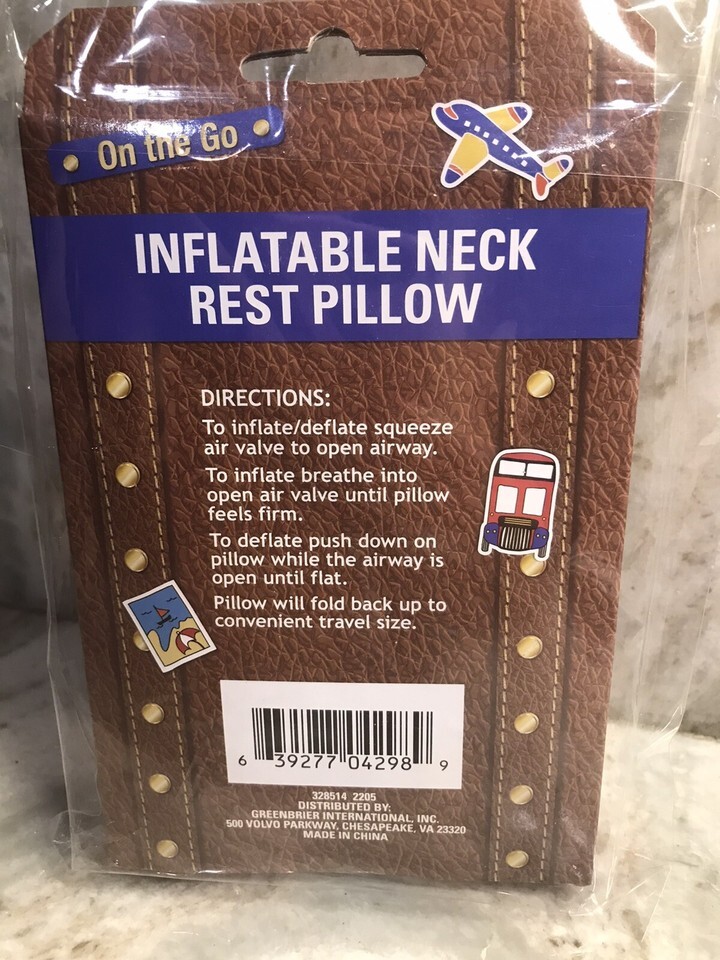 On the Go
INFLATABLE NECK
REST PILLOW
DIRECTIONS:
To inflate/deflate squeeze
air valve to open airway.
To inflate breathe into
open air valve until pillow
feels firm.
To deflate push down on
pillow while the airway is
open until flat.
Pillow will fold back up to
convenient travel size.
6 39277 04298 9
328514 2205
DISTRIBUTED BY:
GREENBRIER INTERNATIONAL, INC.
500 VOLVO PARKWAY, CHESAPEAKE, VA 23320
MADE IN CHINA